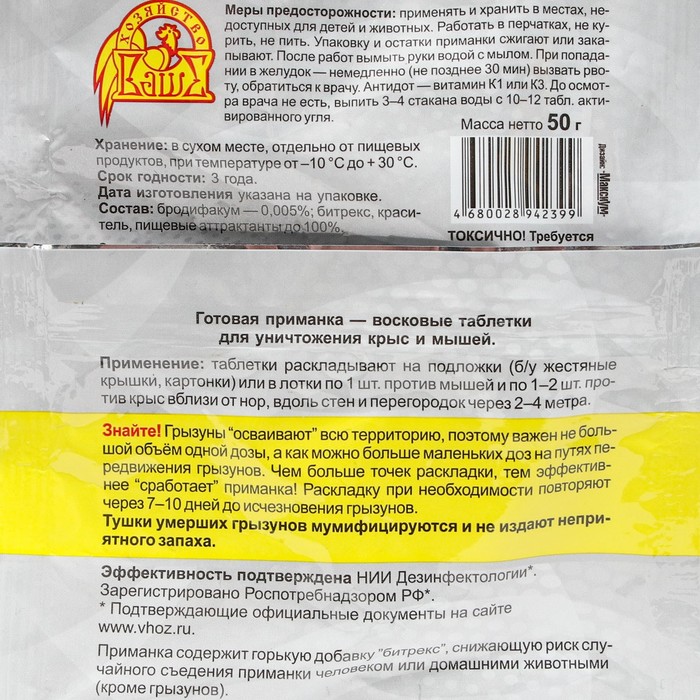 ХОЗЯЙСТВО
ВАШЕ
Меры предосторожности: применять и хранить в местах, не-
доступных для детей и животных. Работать в перчатках, не ку-
рить, не пить. Упаковку и остатки приманки сжигают или зака-
пывают. После работ вымыть руки водой с мылом. При попада-
нии в желудок — немедленно (не позднее 30 мин) вызвать рво-
ту, обратиться к врачу. Антидот — витамин К1 или К3. До осмот-
ра врача не есть, выпить 3–4 стакана воды с 10–12 табл. акти-
вированного угля.
Масса нетто 50 г
Хранение: в сухом месте, отдельно от пищевых
продуктов, при температуре от –10 °С до + 30 °С.
Срок годности: 3 года.
Дата изготовления указана на упаковке.
Состав: бродифакум — 0,005%; битрекс, краси-
тель, пищевые аттрактанты до 100%.
4 680028 942399
Дизайн: «Максиум»
ТОКСИЧНО! Требуется
Готовая приманка — восковые таблетки
для уничтожения крыс и мышей.
Применение: таблетки раскладывают на подложки (б/у жестяные
крышки, картонки) или в лотки по 1 шт. против мышей и по 1–2 шт. про-
тив крыс вблизи от нор, вдоль стен и перегородок через 2–4 метра.
Знайте! Грызуны "осваивают" всю территорию, поэтому важен не боль-
шой объём одной дозы, а как можно больше маленьких доз на путях пе-
редвижения грызунов. Чем больше точек раскладки, тем эффектив-
нее "сработает" приманка! Раскладку при необходимости повторяют
через 7–10 дней до исчезновения грызунов.
Тушки умерших грызунов мумифицируются и не издают непри-
ятного запаха.
Эффективность подтверждена НИИ Дезинфектологии*.
Зарегистрировано Роспотребнадзором РФ*.
* Подтверждающие официальные документы на сайте
www.vhoz.ru.
Приманка содержит горькую добавку "битрекс", снижающую риск слу-
чайного съедения приманки человеком или домашними животными
(кроме грызунов).